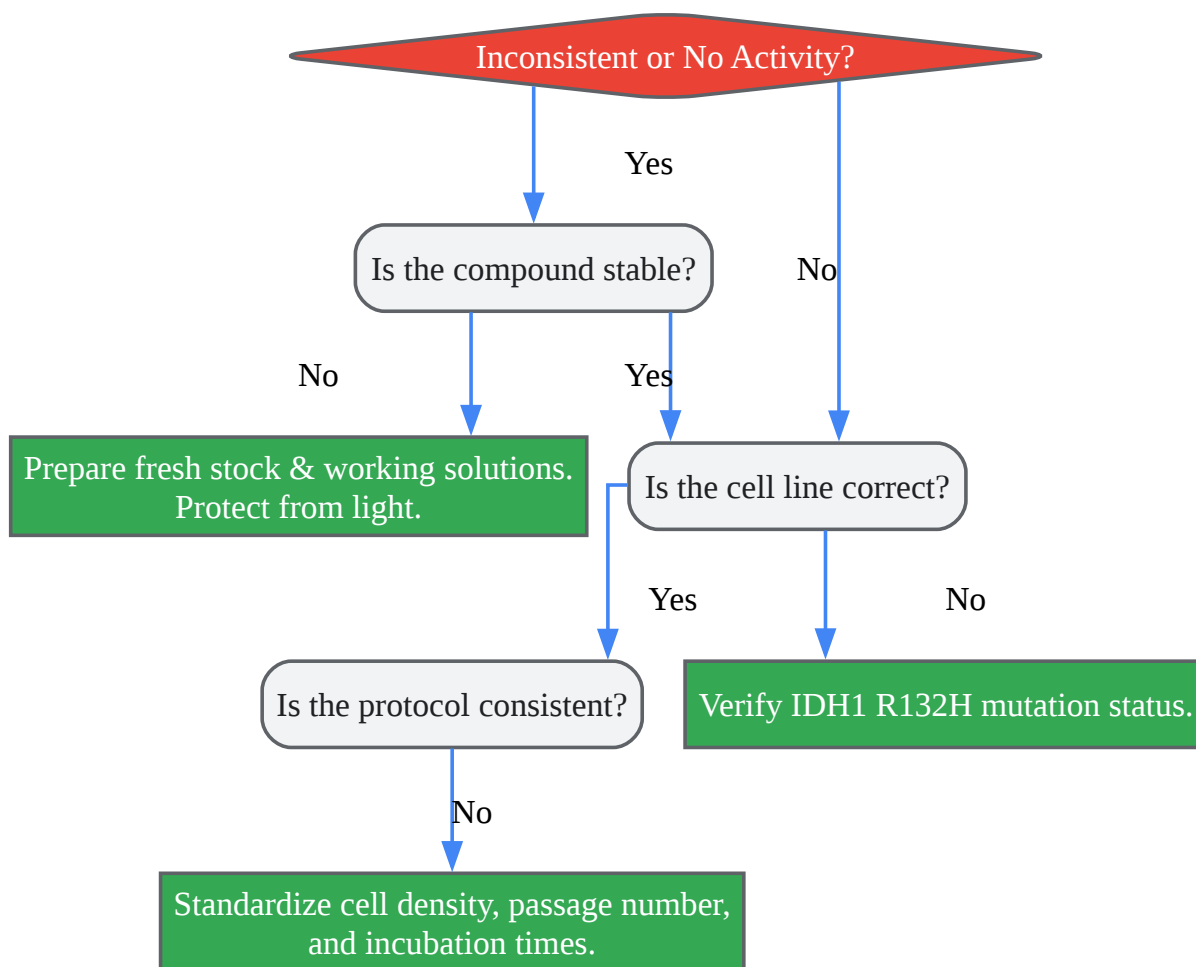 Inconsistent or No Activity?
Yes
Is the compound stable?
No
No
Yes
Prepare fresh stock & working solutions.
Protect from light.
Is the cell line correct?
Yes
No
Is the protocol consistent?
Verify IDH1 R132H mutation status.
No
Standardize cell density, passage number,
and incubation times.